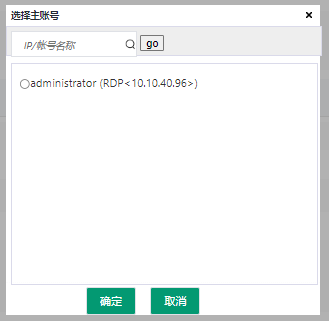 选择主账号 ×
IP/帐号名称 go
administrator (RDP<10.10.40.96>)
确定 取消